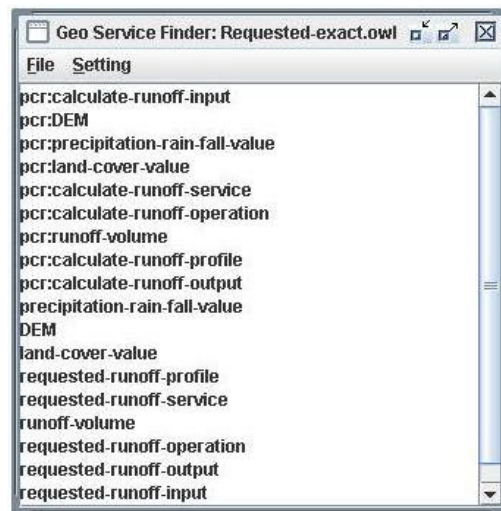 Geo Service Finder: Requested-exact.owl
File Setting
pcr:calculate-runoff-input
pcr:DEM
pcr:precipitation-rain-fall-value
pcr:land-cover-value
pcr:calculate-runoff-service
pcr:calculate-runoff-operation
pcr:runoff-volume
pcr:calculate-runoff-profile
pcr:calculate-runoff-output
precipitation-rain-fall-value
DEM
land-cover-value
requested-runoff-profile
requested-runoff-service
runoff-volume
requested-runoff-operation
requested-runoff-output
requested-runoff-input